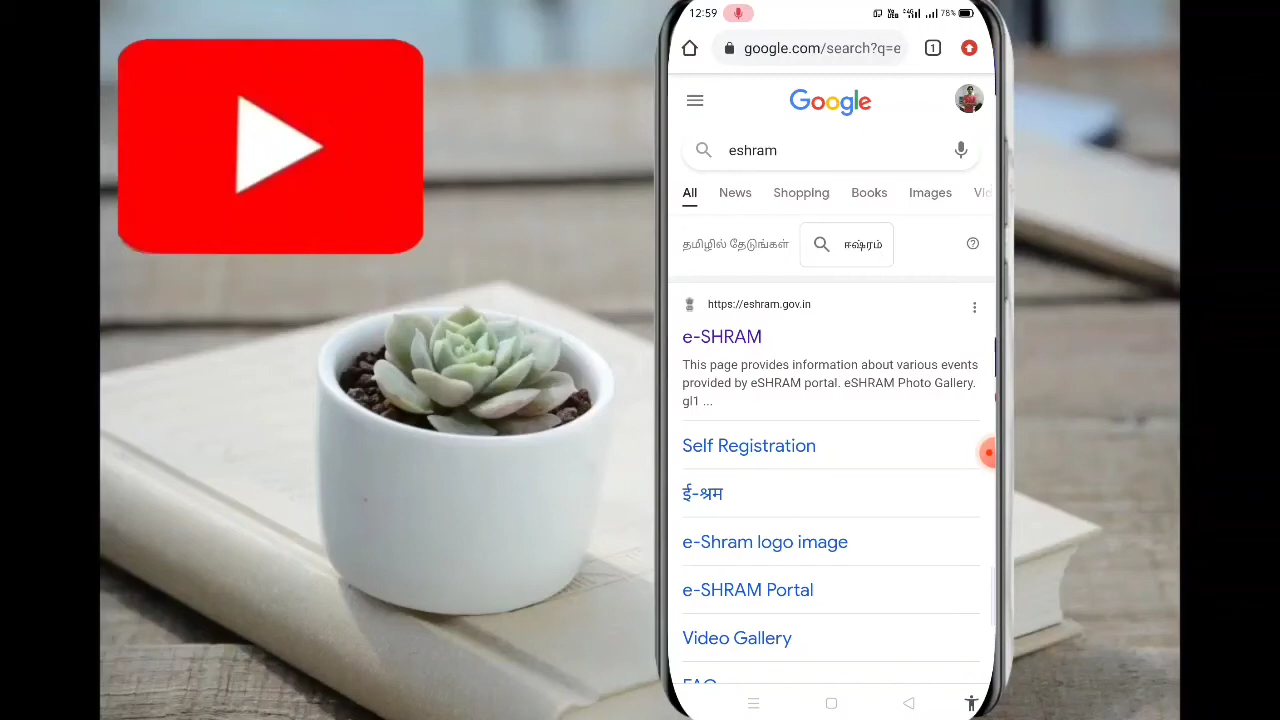 12:59
78%
google.com/search?q=e
1
Google
eshram
All News Shopping Books Images
தமிழில் தேடுங்கள் ஈஷ்ரம்
https://eshram.gov.in
e-SHRAM
This page provides information about various events
provided by eSHRAM portal. eSHRAM Photo Gallery.
gl1 ...
Self Registration
ई-श्रम
e-Shram logo image
e-SHRAM Portal
Video Gallery
FAQ